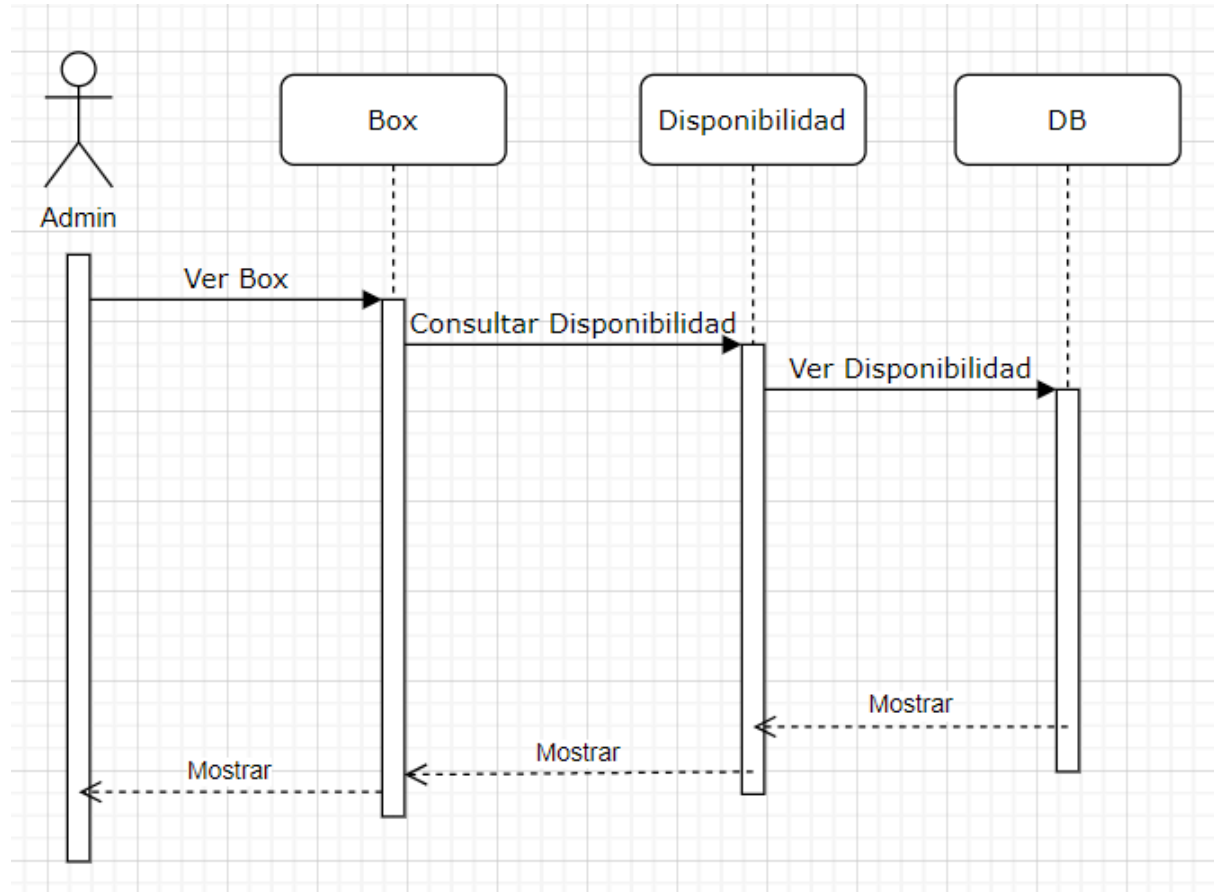 Admin
Box
Disponibilidad
DB
Ver Box
Consultar Disponibilidad
Ver Disponibilidad
Mostrar
Mostrar
Mostrar